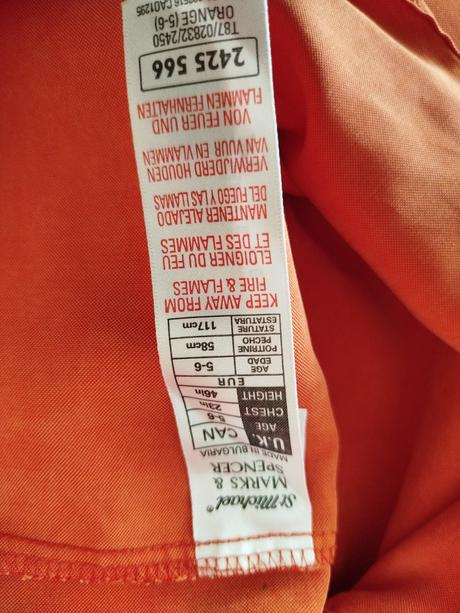 St Michael®
MARKS &
SPENCER
MADE IN BULGARIA
U.K. CAN
AGE 5-6
CHEST 23in
HEIGHT 46in
EUR
AGE
EDAD 5-6
POITRINE
PECHO 58cm
STATURE
ESTATURA 117cm
KEEP AWAY FROM
FIRE & FLAMES
ELOIGNER DU FEU
ET DES FLAMMES
MANTENER ALEJADO
DEL FUEGO Y LAS LLAMAS
VERWIJDERD HOUDEN
VAN VUUR EN VLAMMEN
VON FEUER UND
FLAMMEN FERNHALTEN
2425 566
T87/02832/2450
ORANGE (5-6)
CAD1295